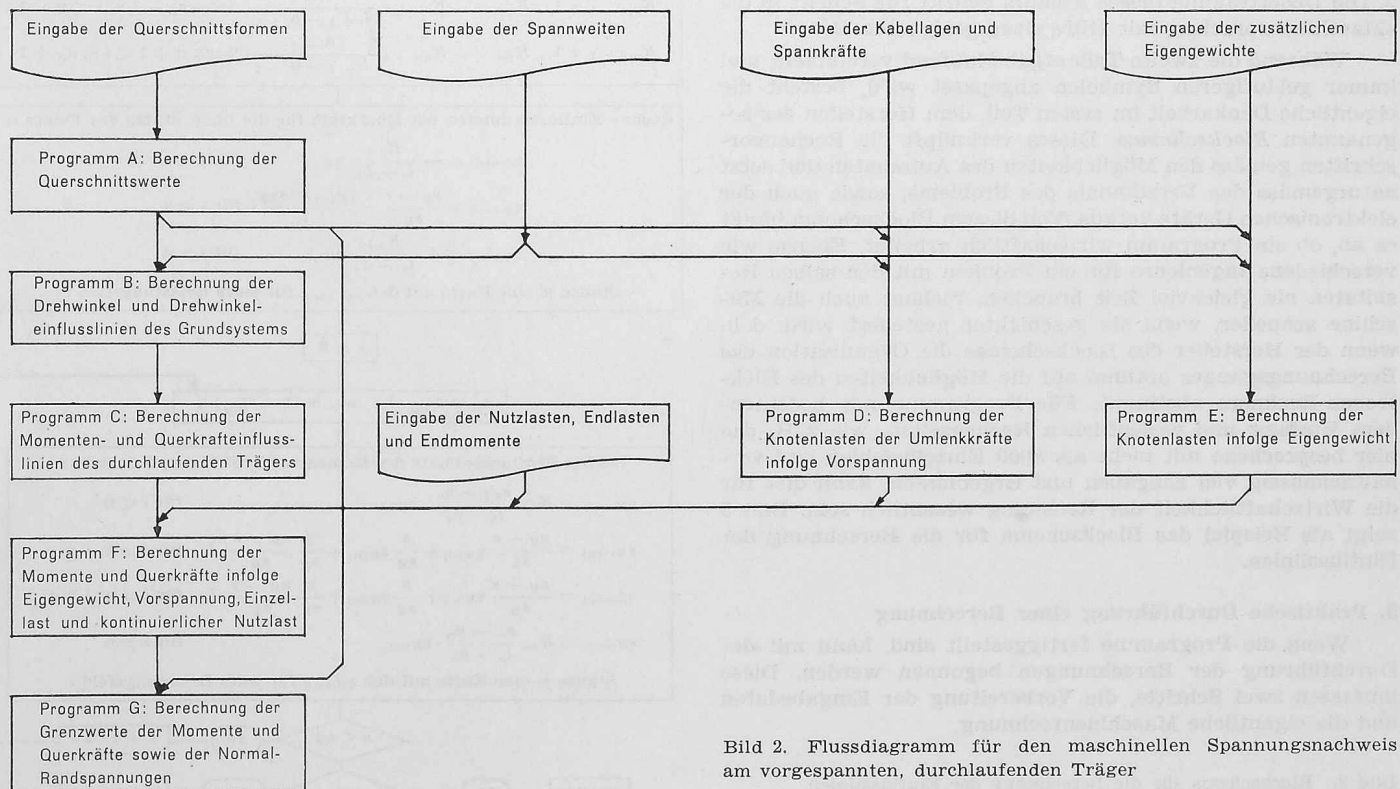 Eingabe der Querschnittsformen
Eingabe der Spannweiten
Eingabe der Kabellagen und
Spannkräfte
Eingabe der zusätzlichen
Eigengewichte
Programm A: Berechnung der
Querschnittswerte
Programm B: Berechnung der
Drehwinkel und Drehwinkel-
einflusslinien des Grundsystems
Programm C: Berechnung der
Momenten- und Querkrafteinfluss-
linien des durchlaufenden Trägers
Eingabe der Nutzlasten, Endlasten
und Endmomente
Programm D: Berechnung der
Knotenlasten der Umlenkkräfte
infolge Vorspannung
Programm E: Berechnung der
Knotenlasten infolge Eigengewicht
Programm F: Berechnung der
Momente und Querkräfte infolge
Eigengewicht, Vorspannung, Einzel-
last und kontinuierlicher Nutzlast
Programm G: Berechnung der
Grenzwerte der Momente und
Querkräfte sowie der Normal-
Randspannungen
Bild 2. Flussdiagramm für den maschinellen Spannungsnachweis
am vorgespannten, durchlaufenden Träger